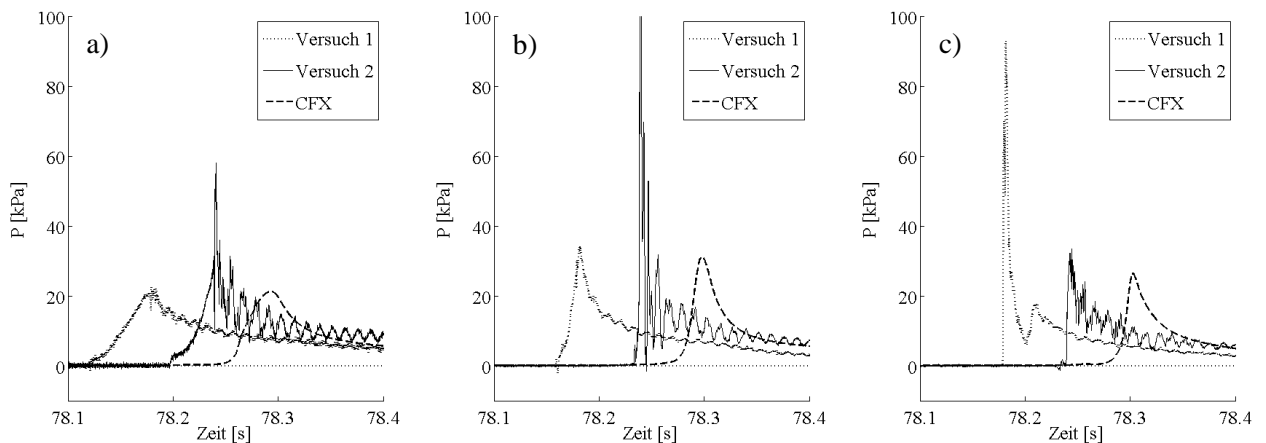 a)
Versuch 1
Versuch 2
CFX
P [kPa]
100
80
60
40
20
0
78.1
78.2
78.3
78.4
Zeit [s]
b)
Versuch 1
Versuch 2
CFX
P [kPa]
100
80
60
40
20
0
78.1
78.2
78.3
78.4
Zeit [s]
c)
Versuch 1
Versuch 2
CFX
P [kPa]
100
80
60
40
20
0
78.1
78.2
78.3
78.4
Zeit [s]